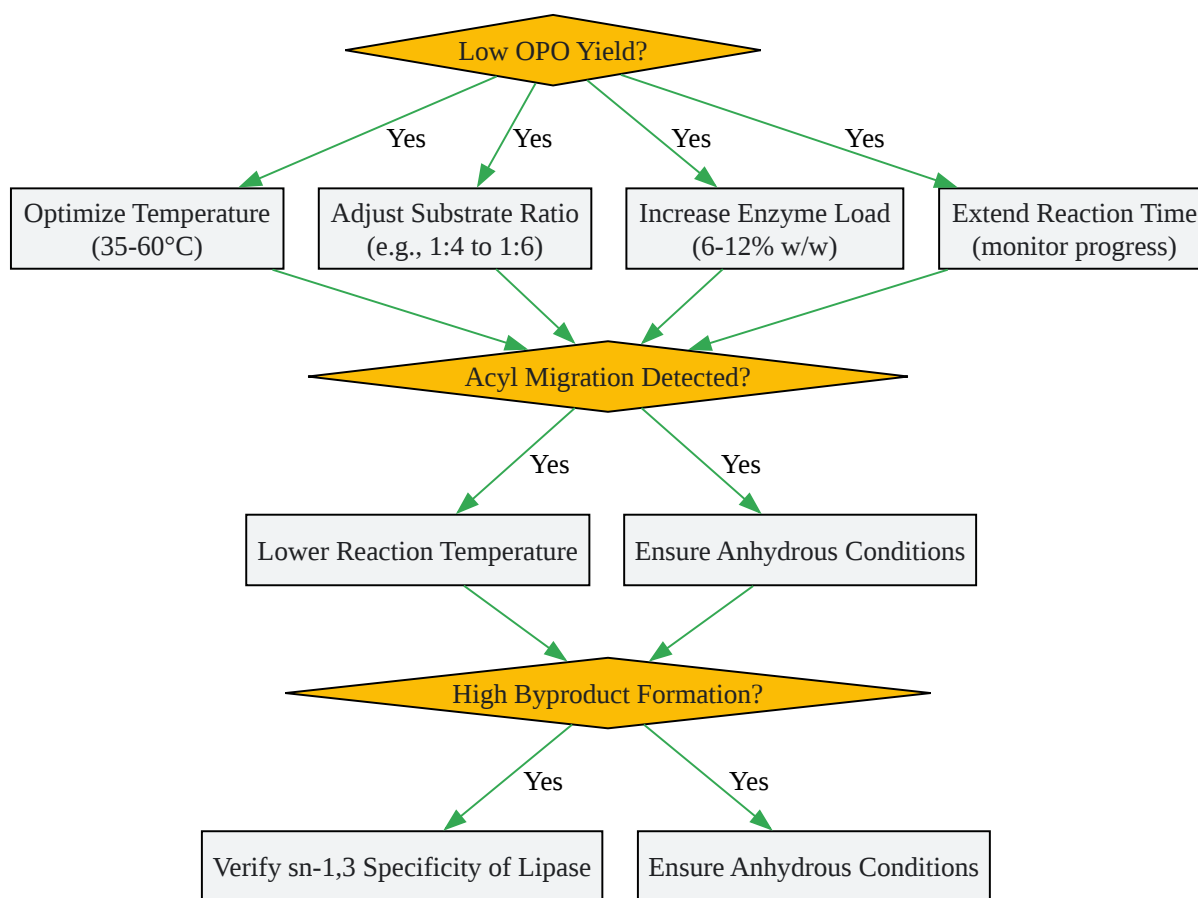 Low OPO Yield?
Yes
Yes
Yes
Yes
Optimize Temperature
(35-60°C)
Adjust Substrate Ratio
(e.g., 1:4 to 1:6)
Increase Enzyme Load
(6-12% w/w)
Extend Reaction Time
(monitor progress)
Acyl Migration Detected?
Yes
Yes
Lower Reaction Temperature
Ensure Anhydrous Conditions
High Byproduct Formation?
Yes
Yes
Verify sn-1,3 Specificity of Lipase
Ensure Anhydrous Conditions